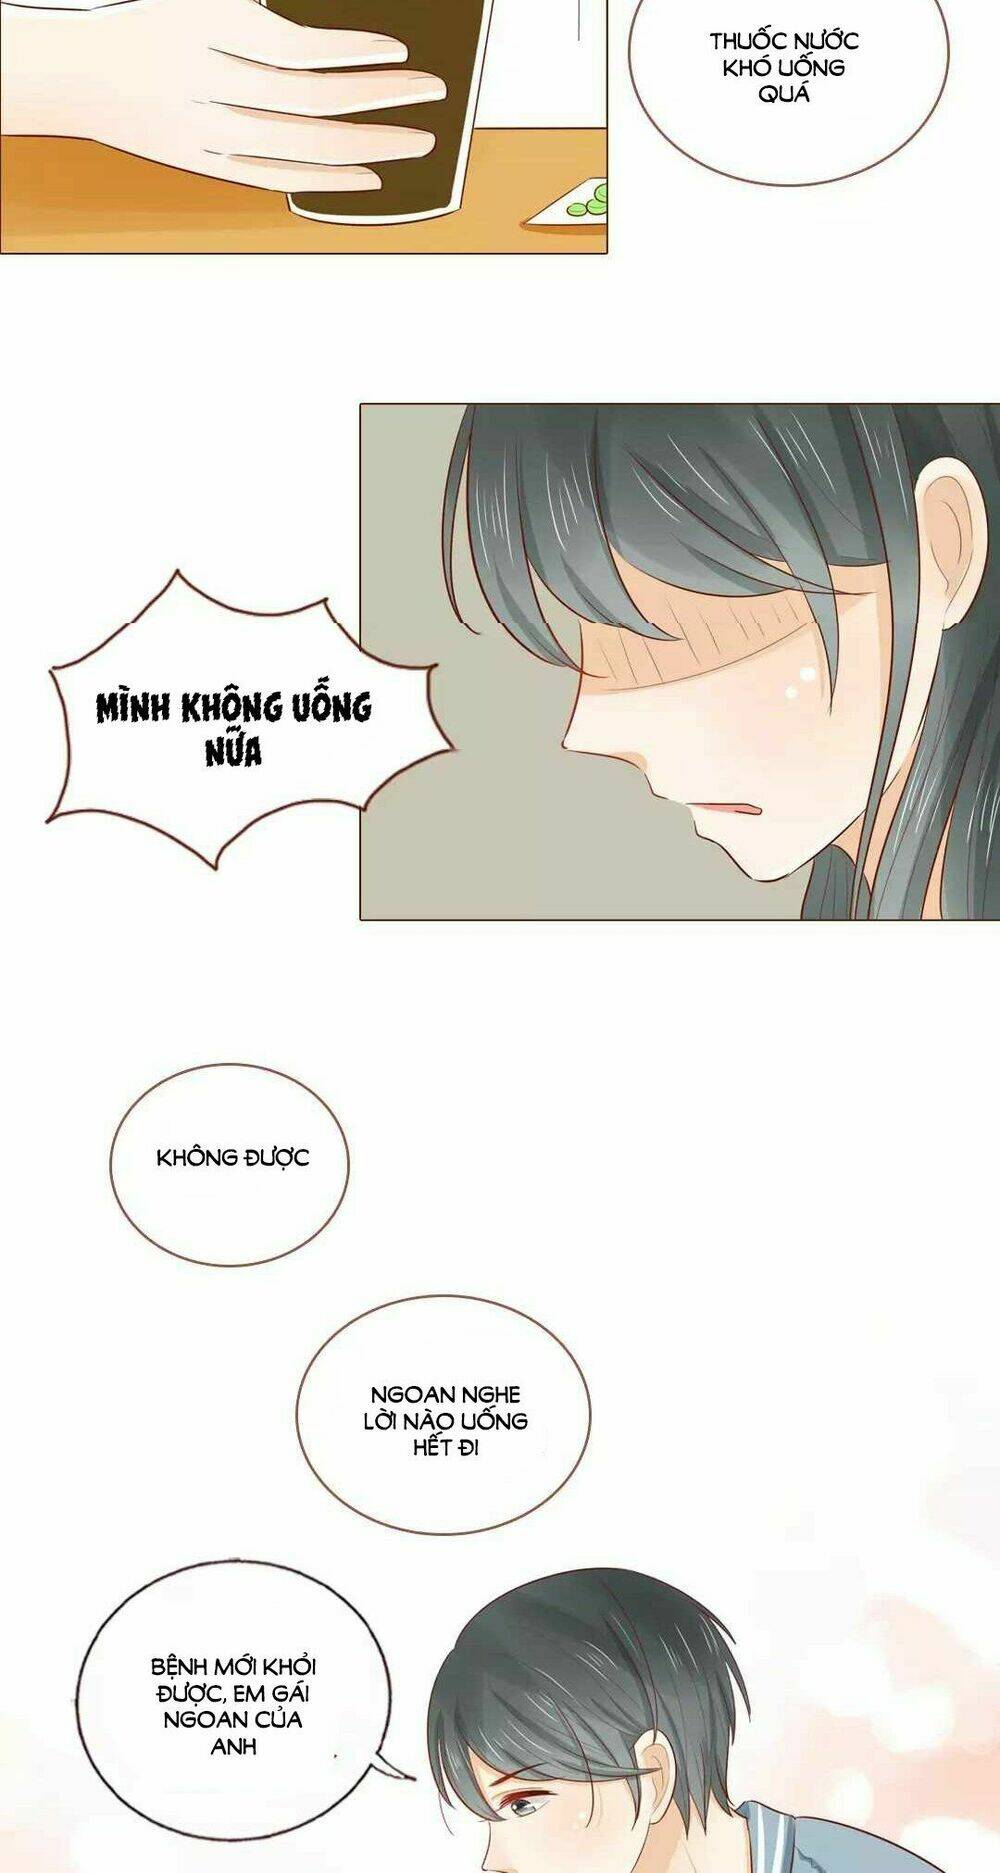 THUỐC NƯỚC
KHÓ UỐNG
QUÁ
MÌNH KHÔNG UỐNG
NỮA
KHÔNG ĐƯỢC
NGOAN NGHE
LỜI NÀO UỐNG
HẾT ĐI
BỆNH MỚI KHỎI
ĐƯỢC, EM GÁI
NGOAN CỦA
ANH